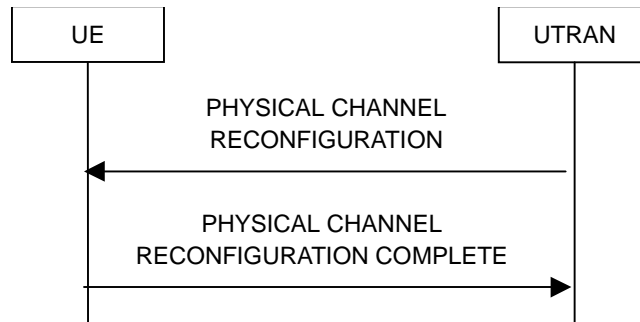 UE
UTRAN
PHYSICAL CHANNEL
RECONFIGURATION
PHYSICAL CHANNEL
RECONFIGURATION COMPLETE